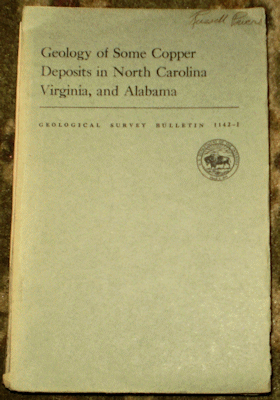 Geology of Some Copper
Deposits in North Carolina
Virginia, and Alabama
GEOLOGICAL SURVEY BULLETIN 1142-I